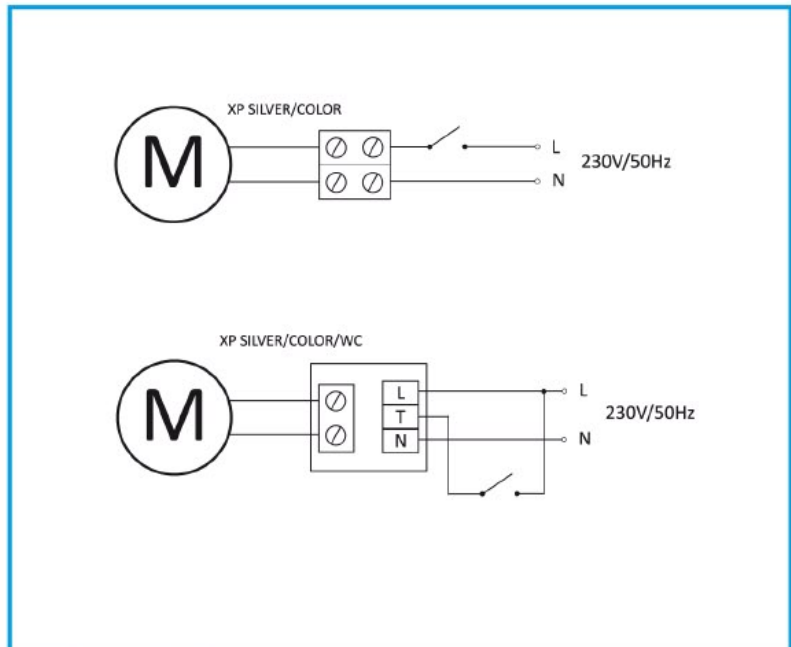 XP SILVER/COLOR
M
L
230V/50Hz
N
XP SILVER/COLOR/WC
M
L
T
N
L
230V/50Hz
N